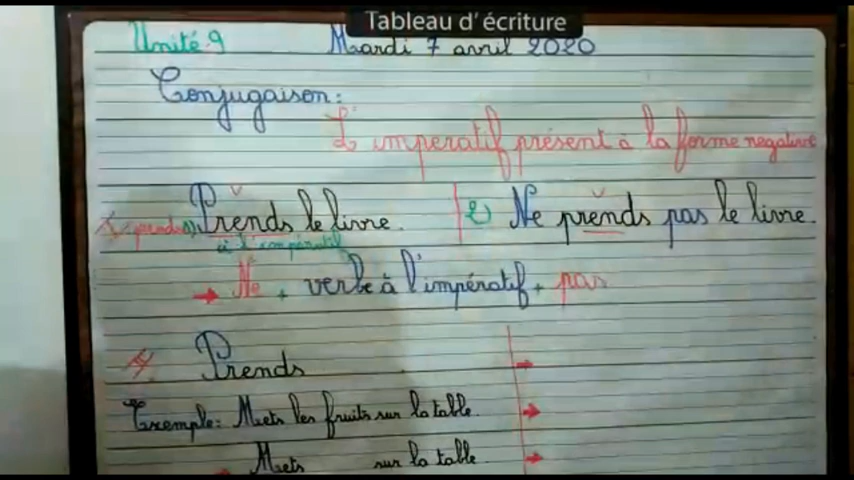 Tableau d'écriture
Unité 9 Mardi 7 avril 2020
Conjugaison:
L'impératif présent à la forme négative
Prends le livre. 2) Ne prends pas le livre.
à l'impératif
→ Ne + verbe à l'impératif + pas
Prends →
Exemple: Mets les fruits sur la table. →
→ Mets sur la table →